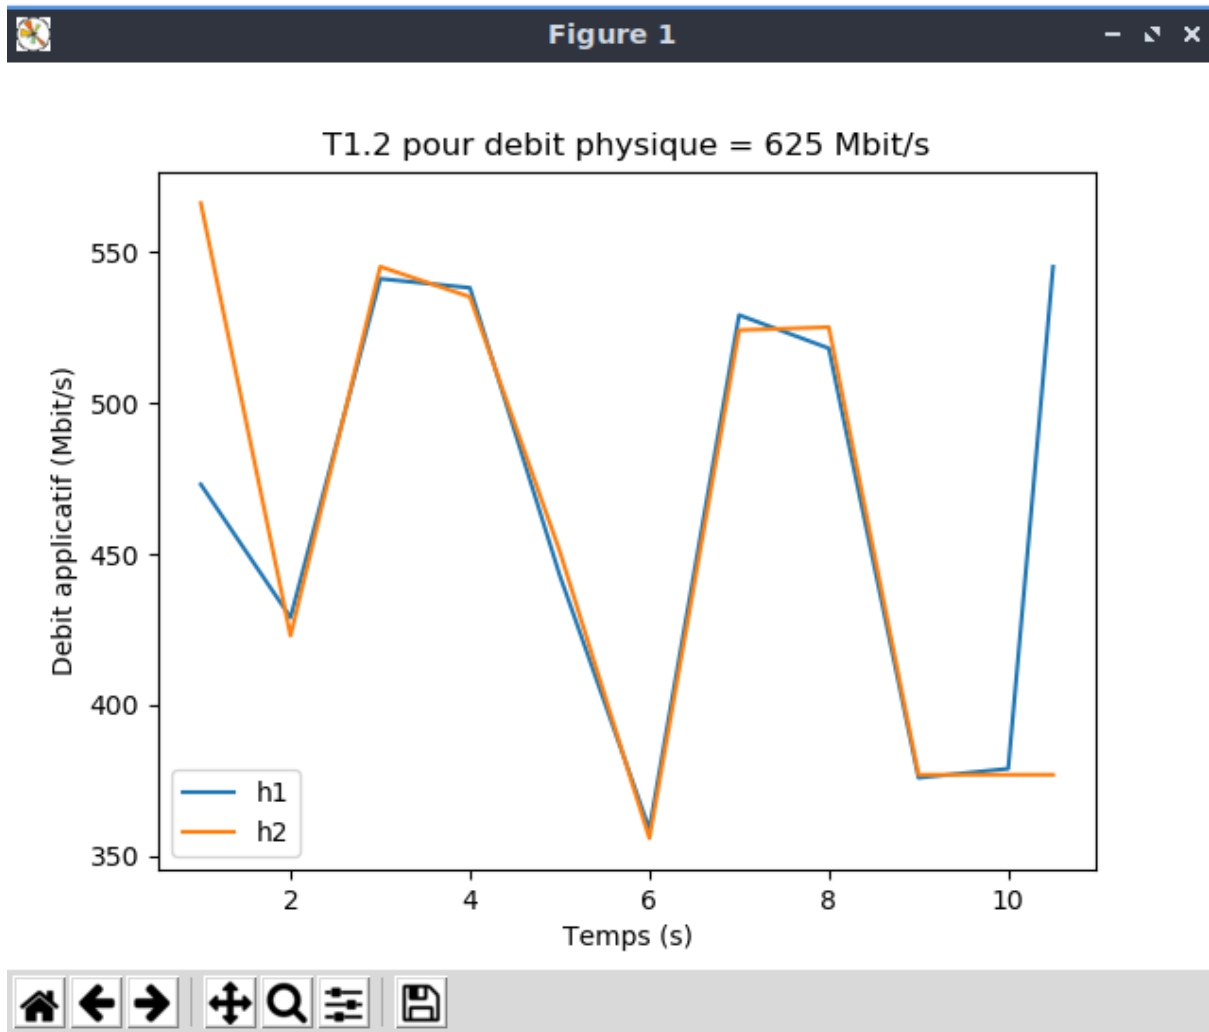 Figure 1
T1.2 pour debit physique = 625 Mbit/s
Debit applicatif (Mbit/s)
550
500
450
400
350
h1
h2
2 4 6 8 10
Temps (s)